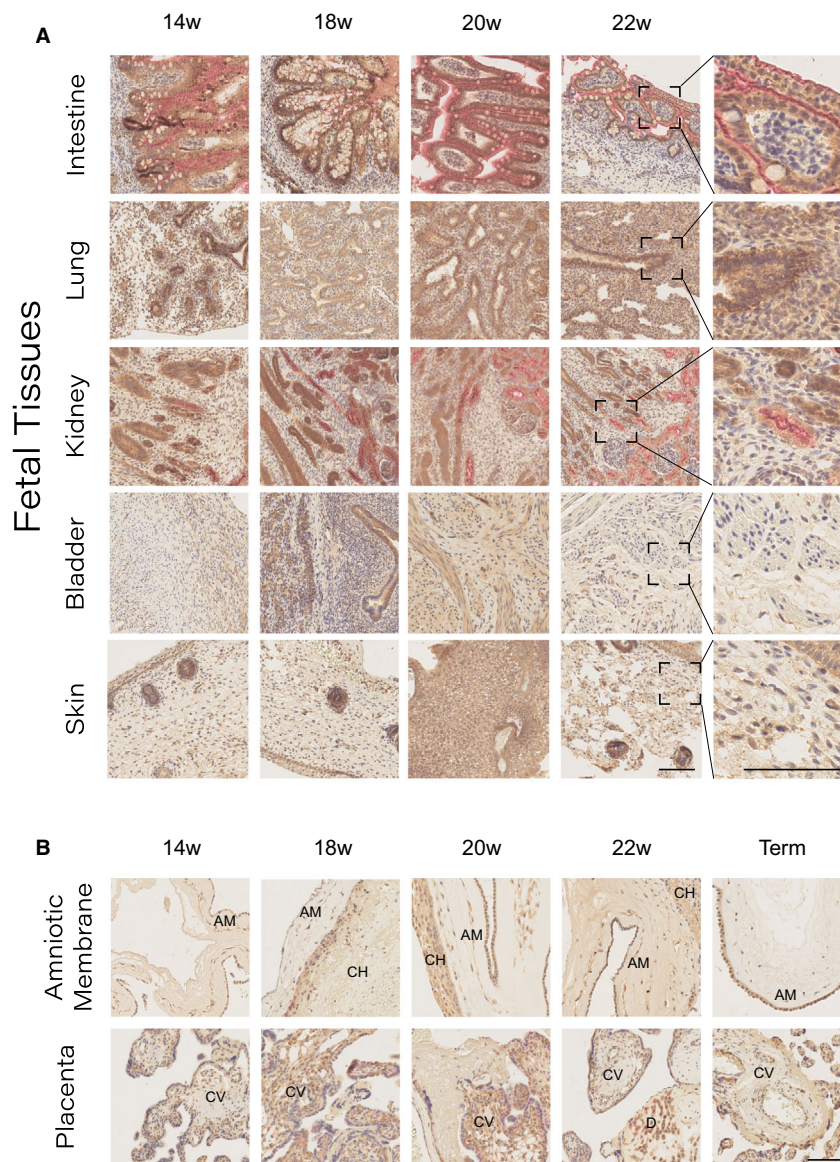 A
14w 18w 20w 22w
Fetal Tissues
Intestine
Lung
Kidney
Bladder
Skin
B
14w 18w 20w 22w Term
Amniotic
Membrane
AM
AM
CH
CH
AM
CH
AM
AM
Placenta
CV
CV
CV
CV
D
CV